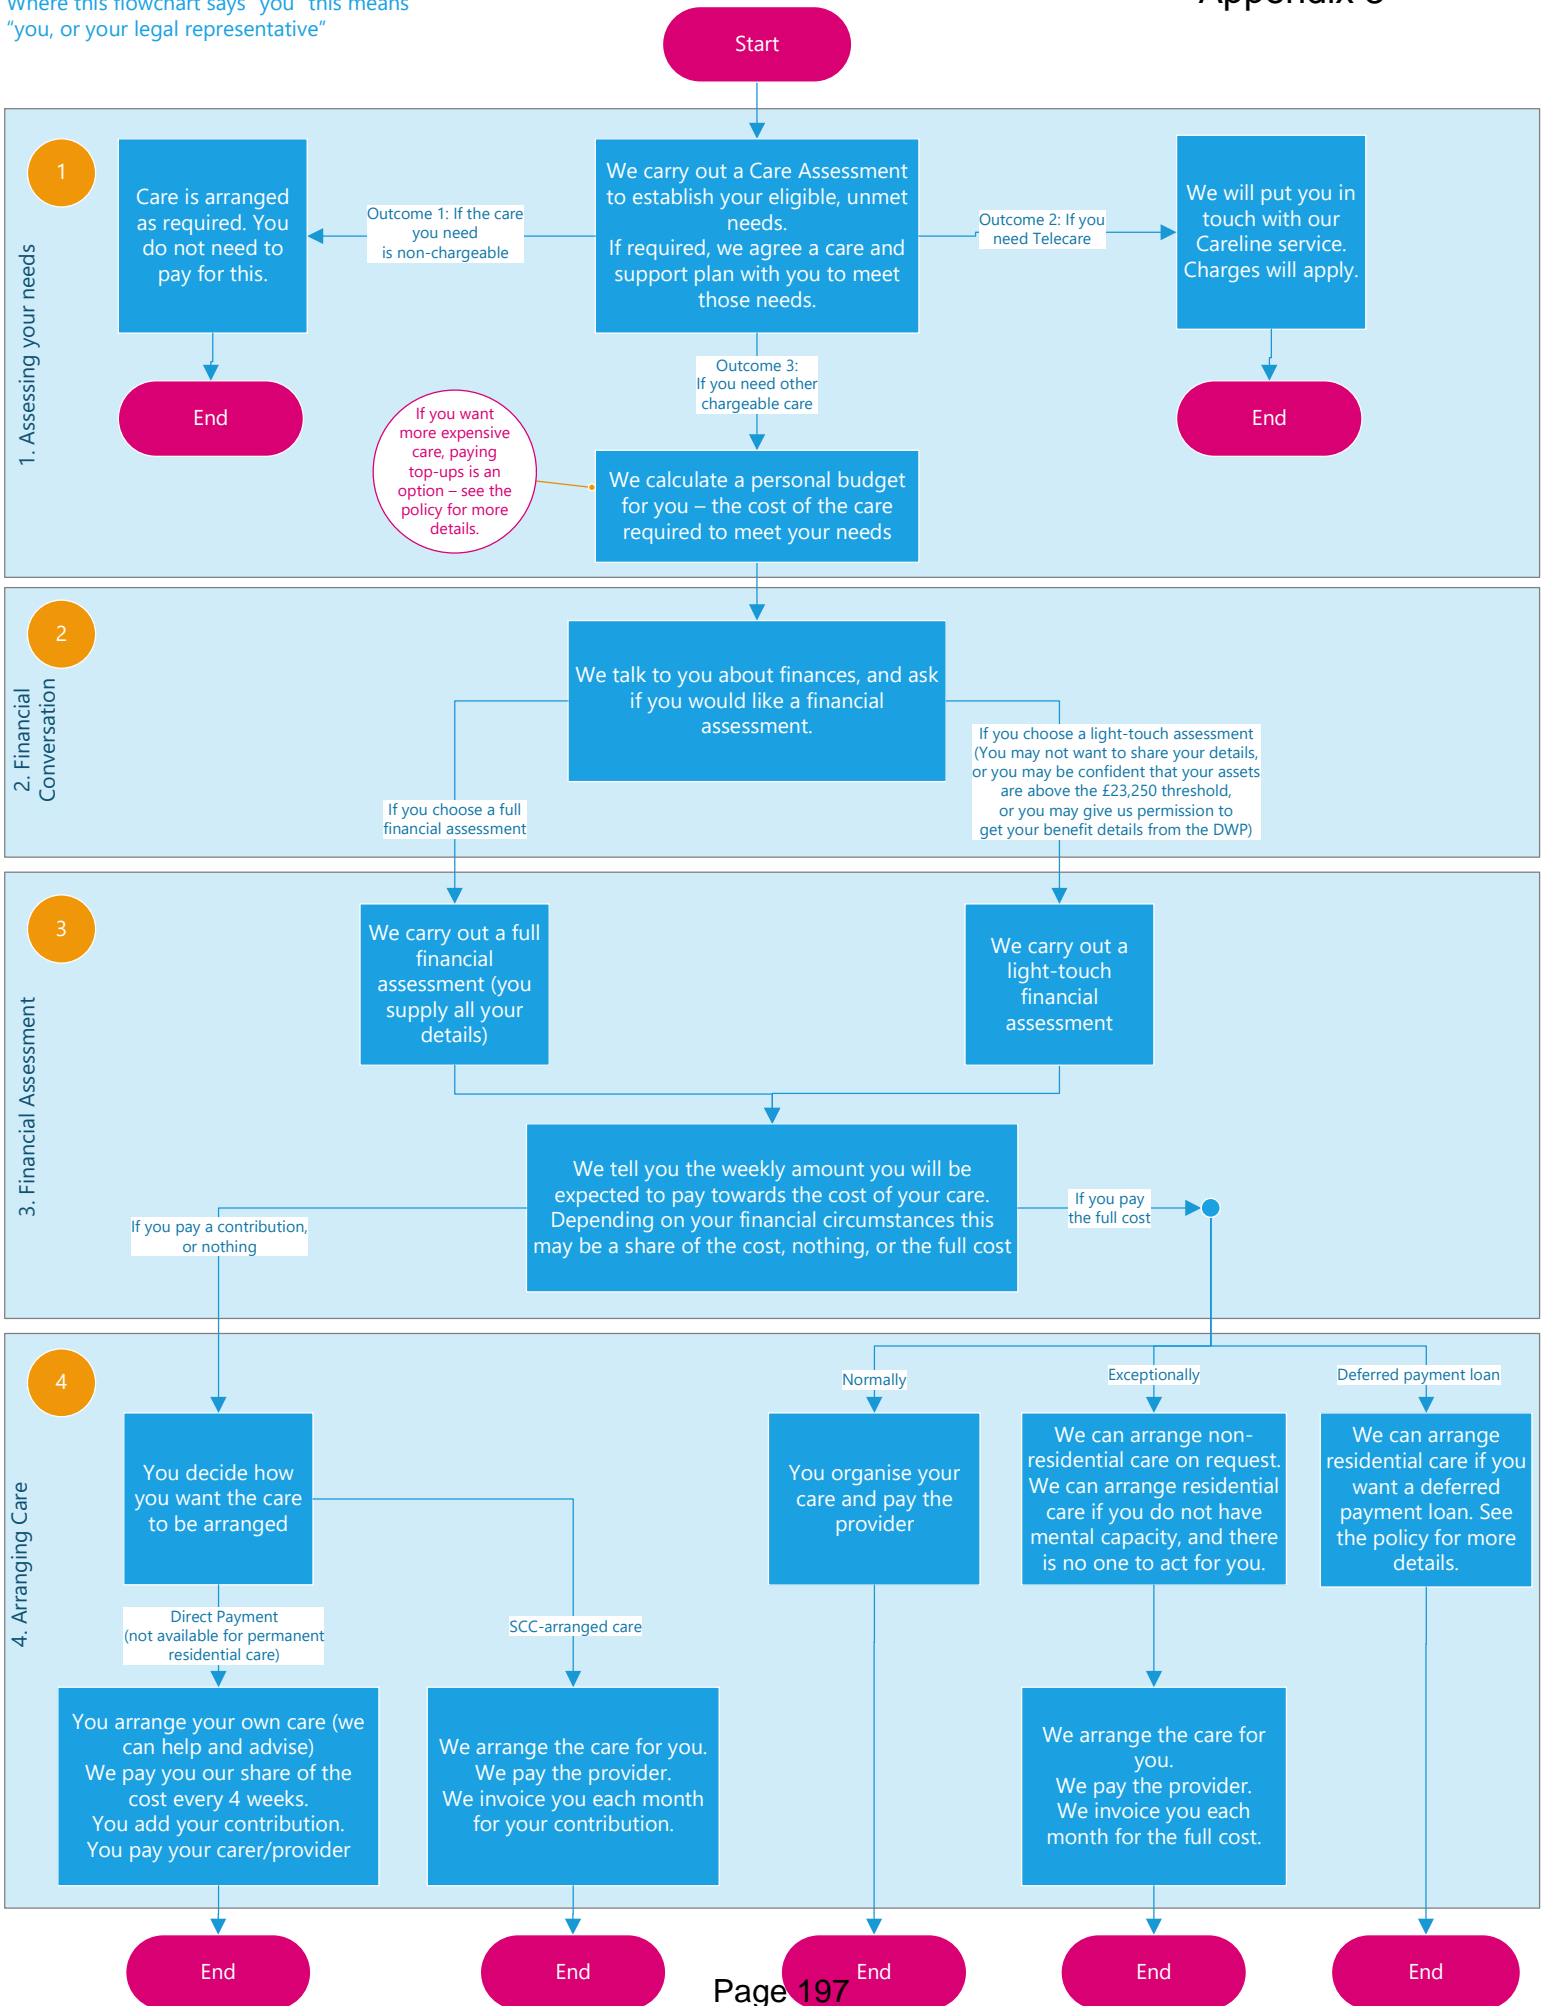 Where this flowchart says "you" this means
“you, or your legal representative”
Start
1
1. Assessing your needs
Care is arranged
as required. You
do not need to
pay for this.
Outcome 1: If the care
you need
is non-chargeable
We carry out a Care Assessment
to establish your eligible, unmet
needs.
If required, we agree a care and
support plan with you to meet
those needs.
Outcome 2: If you
need Telecare
We will put you in
touch with our
Careline service.
Charges will apply.
End
End
Outcome 3:
If you need other
chargeable care
If you want
more expensive
care, paying
top-ups is an
option – see the
policy for more
details.
We calculate a personal budget
for you – the cost of the care
required to meet your needs
2
2. Financial
Conversation
We talk to you about finances, and ask
if you would like a financial
assessment.
If you choose a full
financial assessment
If you choose a light-touch assessment
(You may not want to share your details,
or you may be confident that your assets
are above the £23,250 threshold,
or you may give us permission to
get your benefit details from the DWP)
3
3. Financial Assessment
We carry out a full
financial
assessment (you
supply all your
details)
We carry out a
light-touch
financial
assessment
We tell you the weekly amount you will be
expected to pay towards the cost of your care.
Depending on your financial circumstances this
may be a share of the cost, nothing, or the full cost
If you pay a contribution,
or nothing
If you pay
the full cost
4
4. Arranging Care
Normally
Exceptionally
Deferred payment loan
You decide how
you want the care
to be arranged
You organise your
care and pay the
provider
We can arrange non-
residential care on request.
We can arrange residential
care if you do not have
mental capacity, and there
is no one to act for you.
We can arrange
residential care if you
want a deferred
payment loan. See
the policy for more
details.
Direct Payment
(not available for permanent
residential care)
SCC-arranged care
You arrange your own care (we
can help and advise)
We pay you our share of the
cost every 4 weeks.
You add your contribution.
You pay your carer/provider
We arrange the care for you.
We pay the provider.
We invoice you each month
for your contribution.
We arrange the care for
you.
We pay the provider.
We invoice you each
month for the full cost.
End
End
End
End
End
Page 197